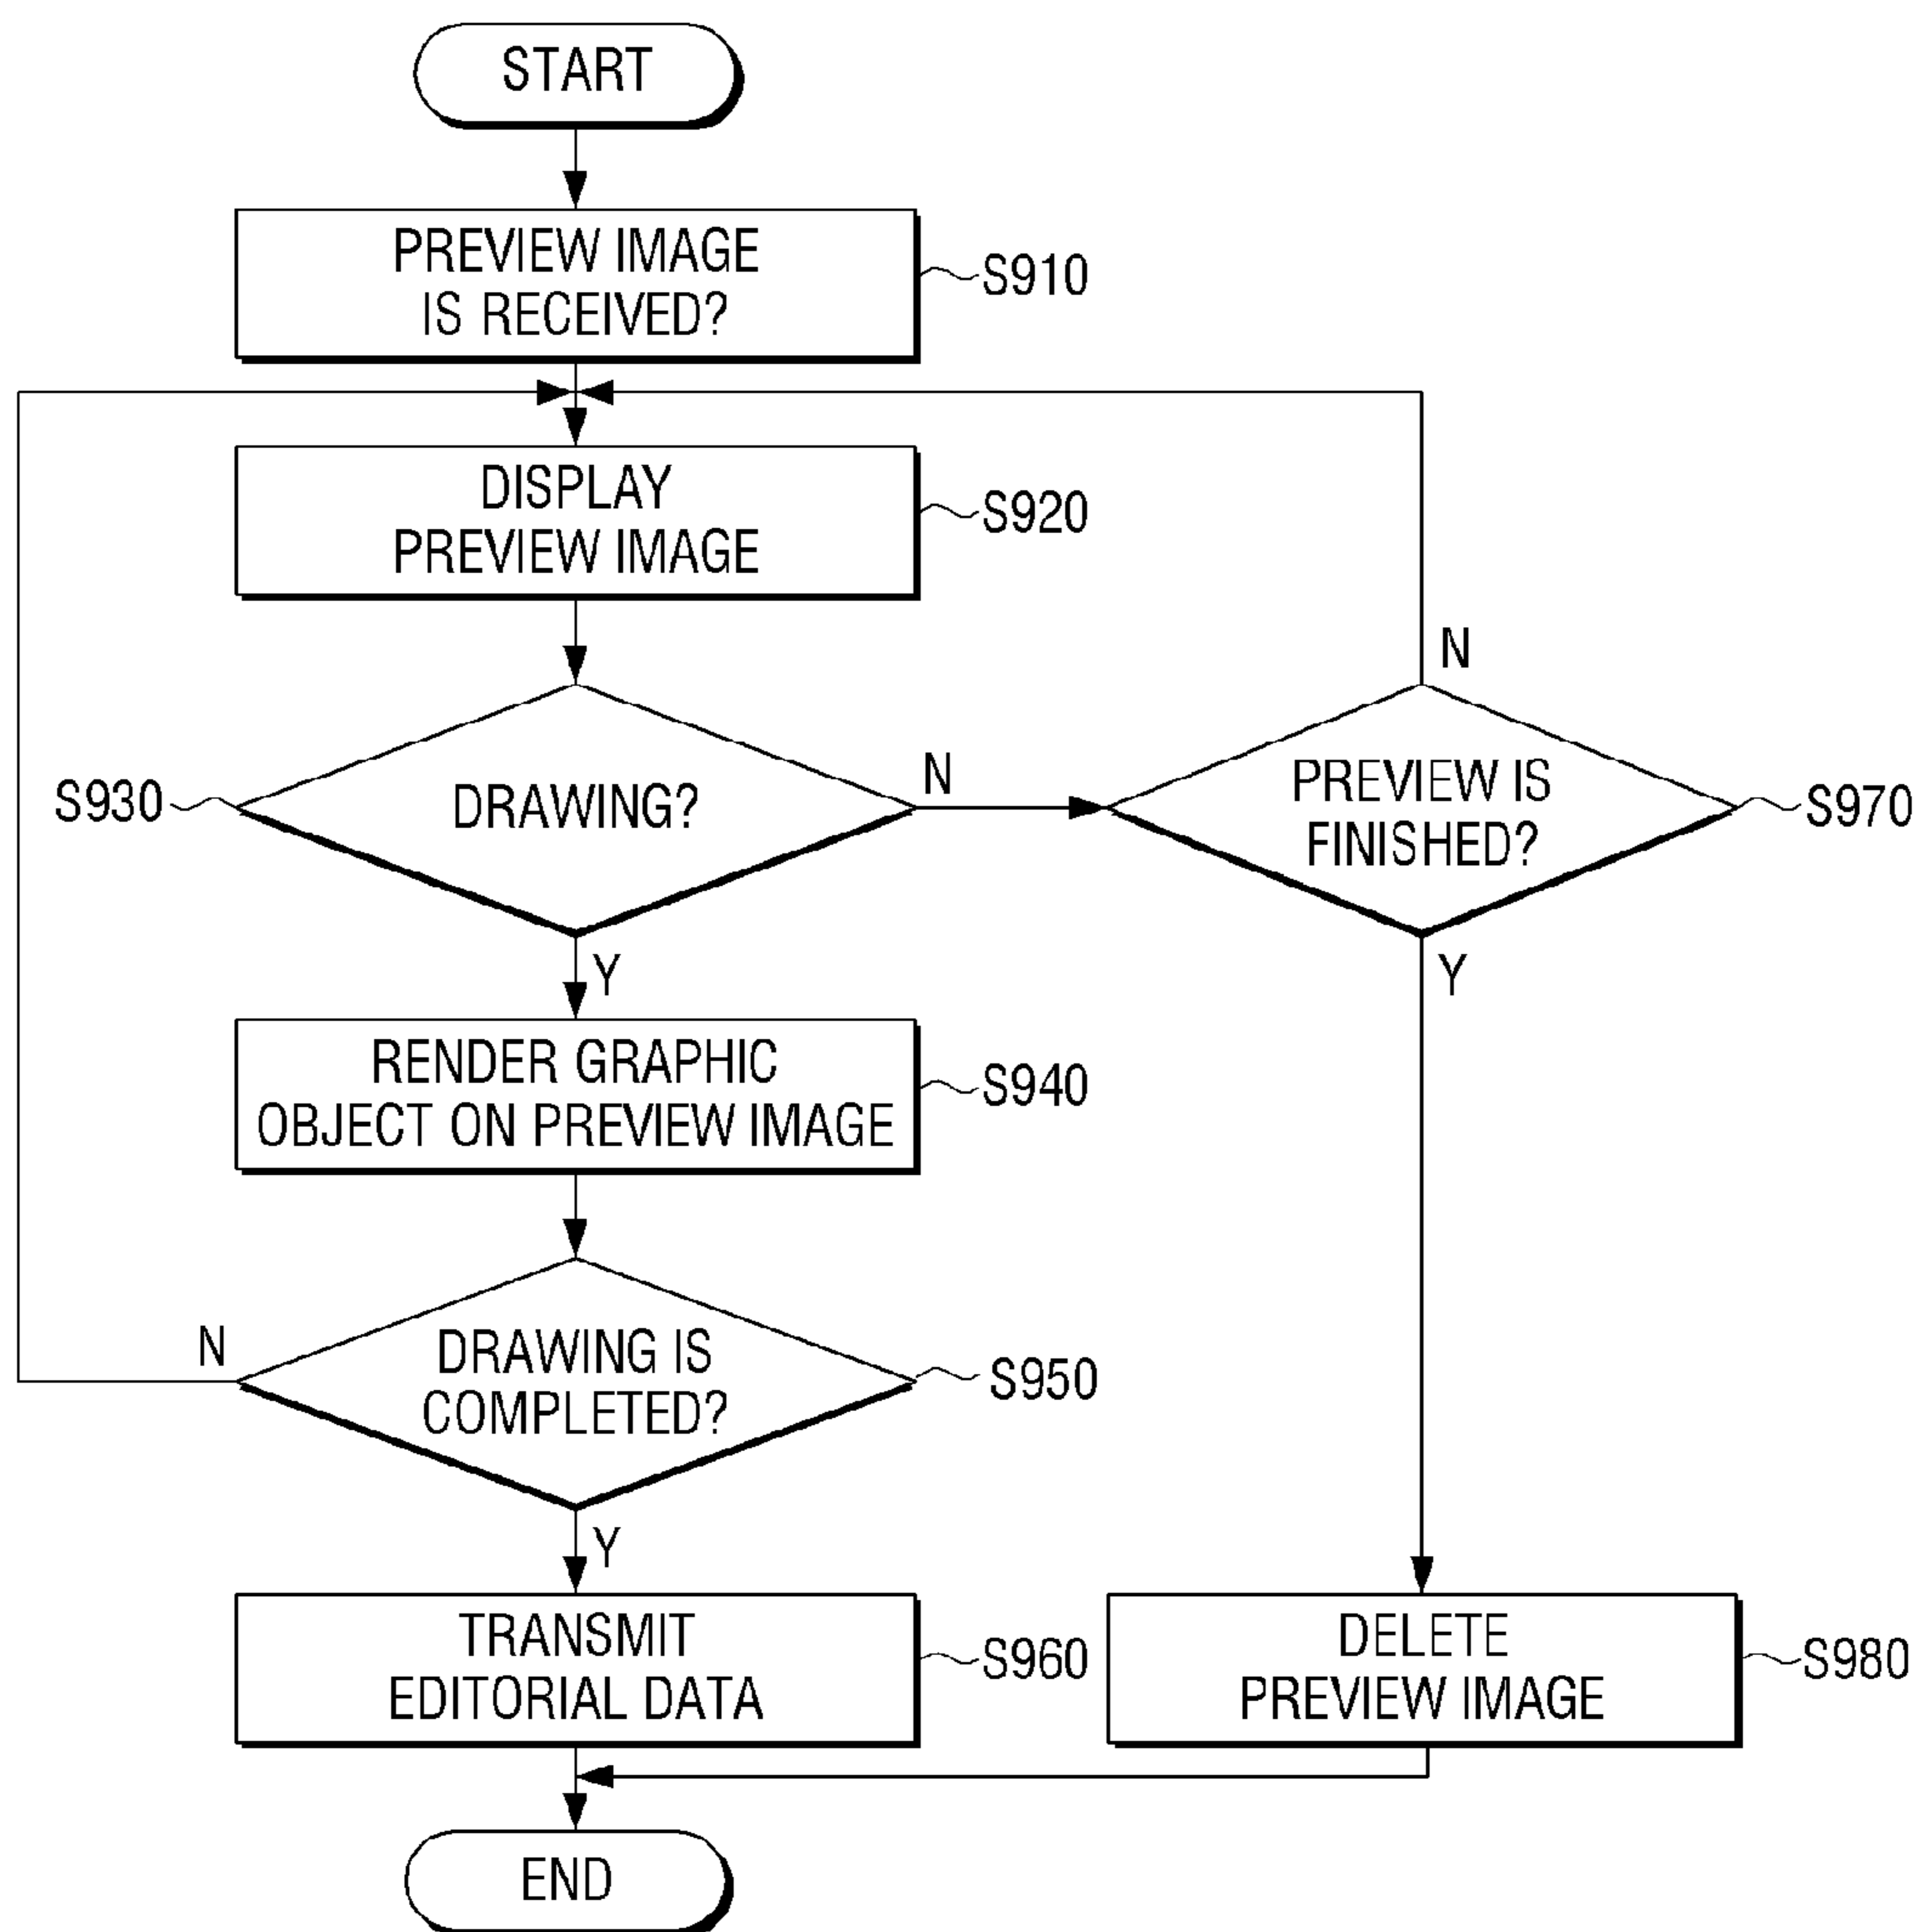 START
PREVIEW IMAGE
IS RECEIVED?
S910
DISPLAY
PREVIEW IMAGE
S920
N
S930
DRAWING?
N
PREVIEW IS
FINISHED?
S970
Y
Y
RENDER GRAPHIC
OBJECT ON PREVIEW IMAGE
S940
N
DRAWING IS
COMPLETED?
S950
Y
TRANSMIT
EDITORIAL DATA
S960
DELETE
PREVIEW IMAGE
S980
END